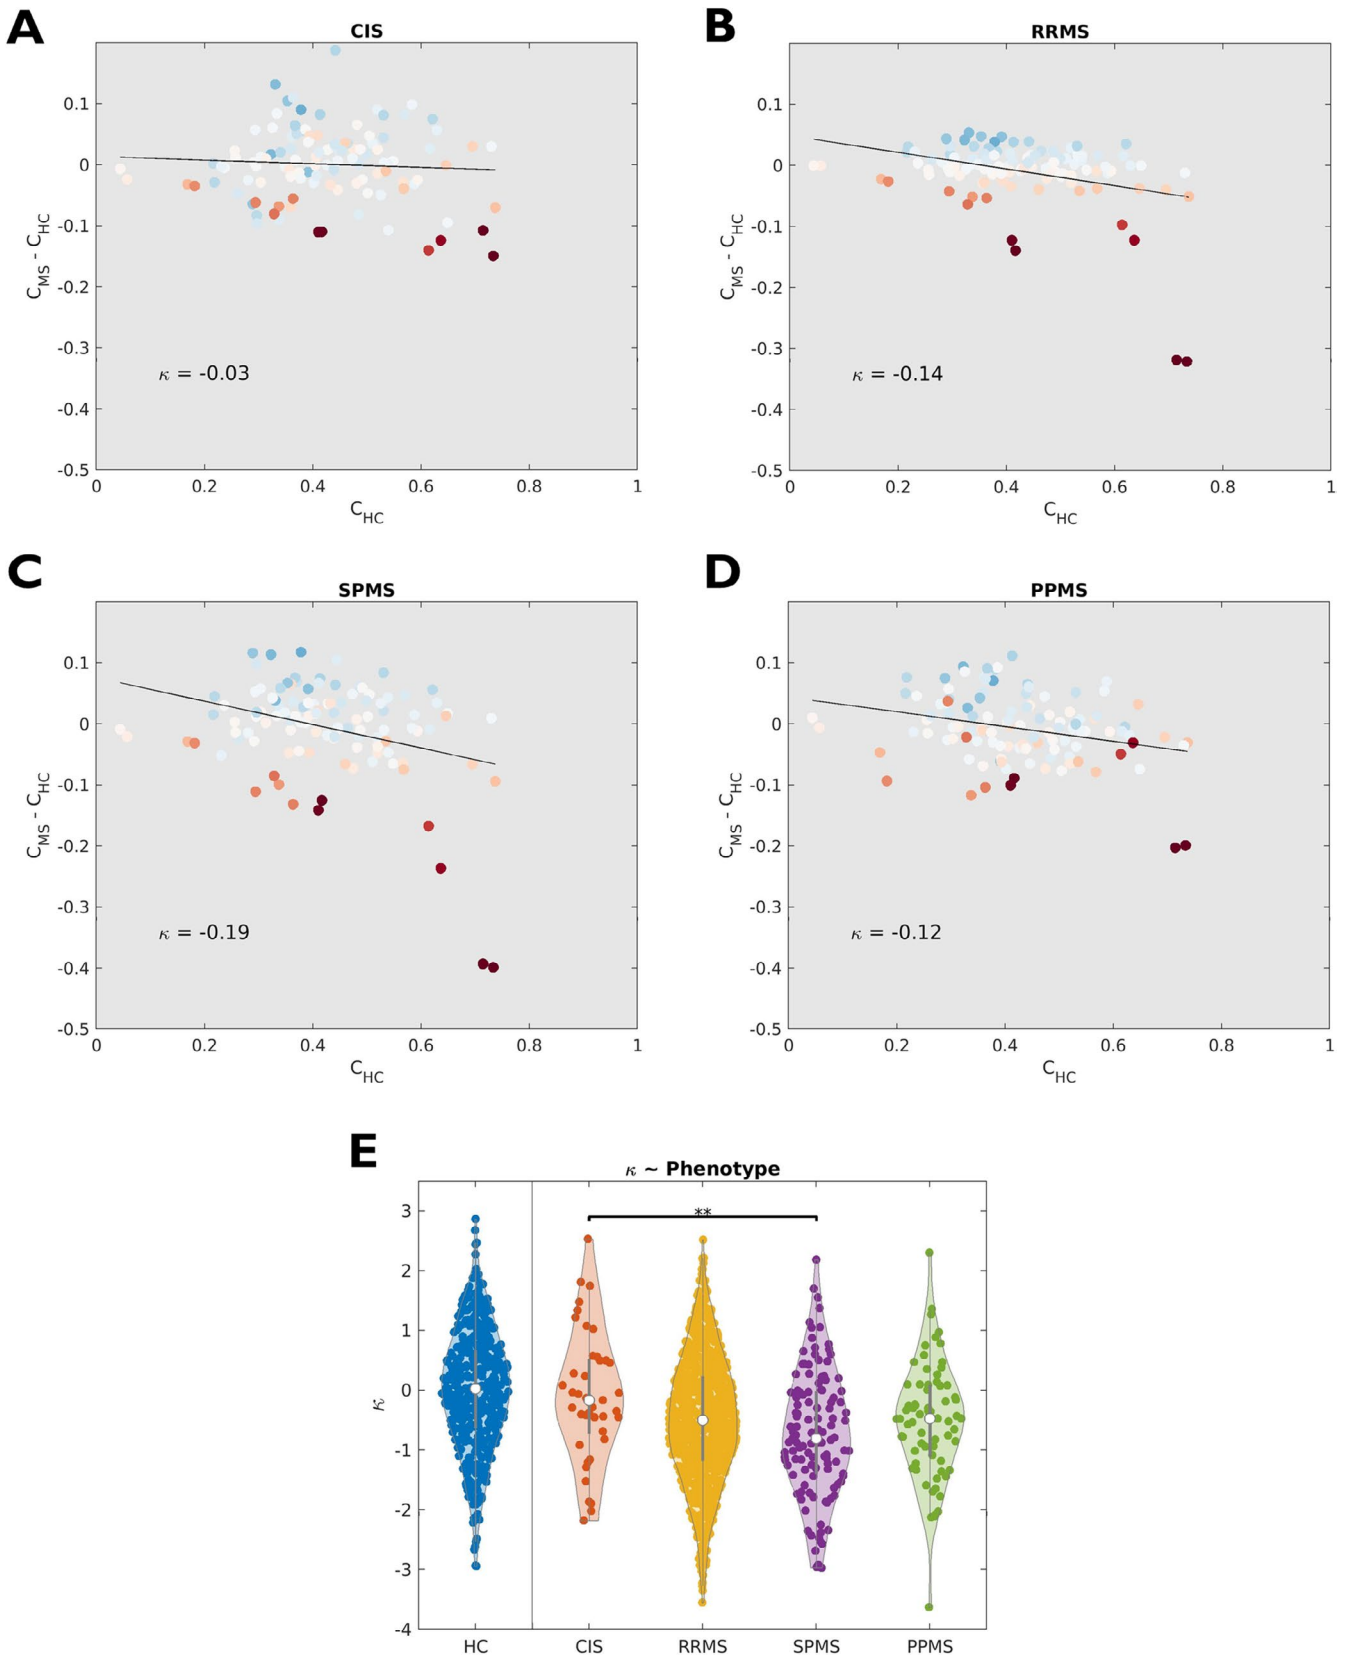 A
CIS
0.1
0
-0.1
-0.2
-0.3
-0.4
-0.5
C_MS - C_HC
κ = -0.03
0 0.2 0.4 0.6 0.8 1
C_HC
B
RRMS
0.1
0
-0.1
-0.2
-0.3
-0.4
-0.5
C_MS - C_HC
κ = -0.14
0 0.2 0.4 0.6 0.8 1
C_HC
C
SPMS
0.1
0
-0.1
-0.2
-0.3
-0.4
-0.5
C_MS - C_HC
κ = -0.19
0 0.2 0.4 0.6 0.8 1
C_HC
D
PPMS
0.1
0
-0.1
-0.2
-0.3
-0.4
-0.5
C_MS - C_HC
κ = -0.12
0 0.2 0.4 0.6 0.8 1
C_HC
E
κ ~ Phenotype
**
3
2
1
0
-1
-2
-3
-4
κ
HC CIS RRMS SPMS PPMS